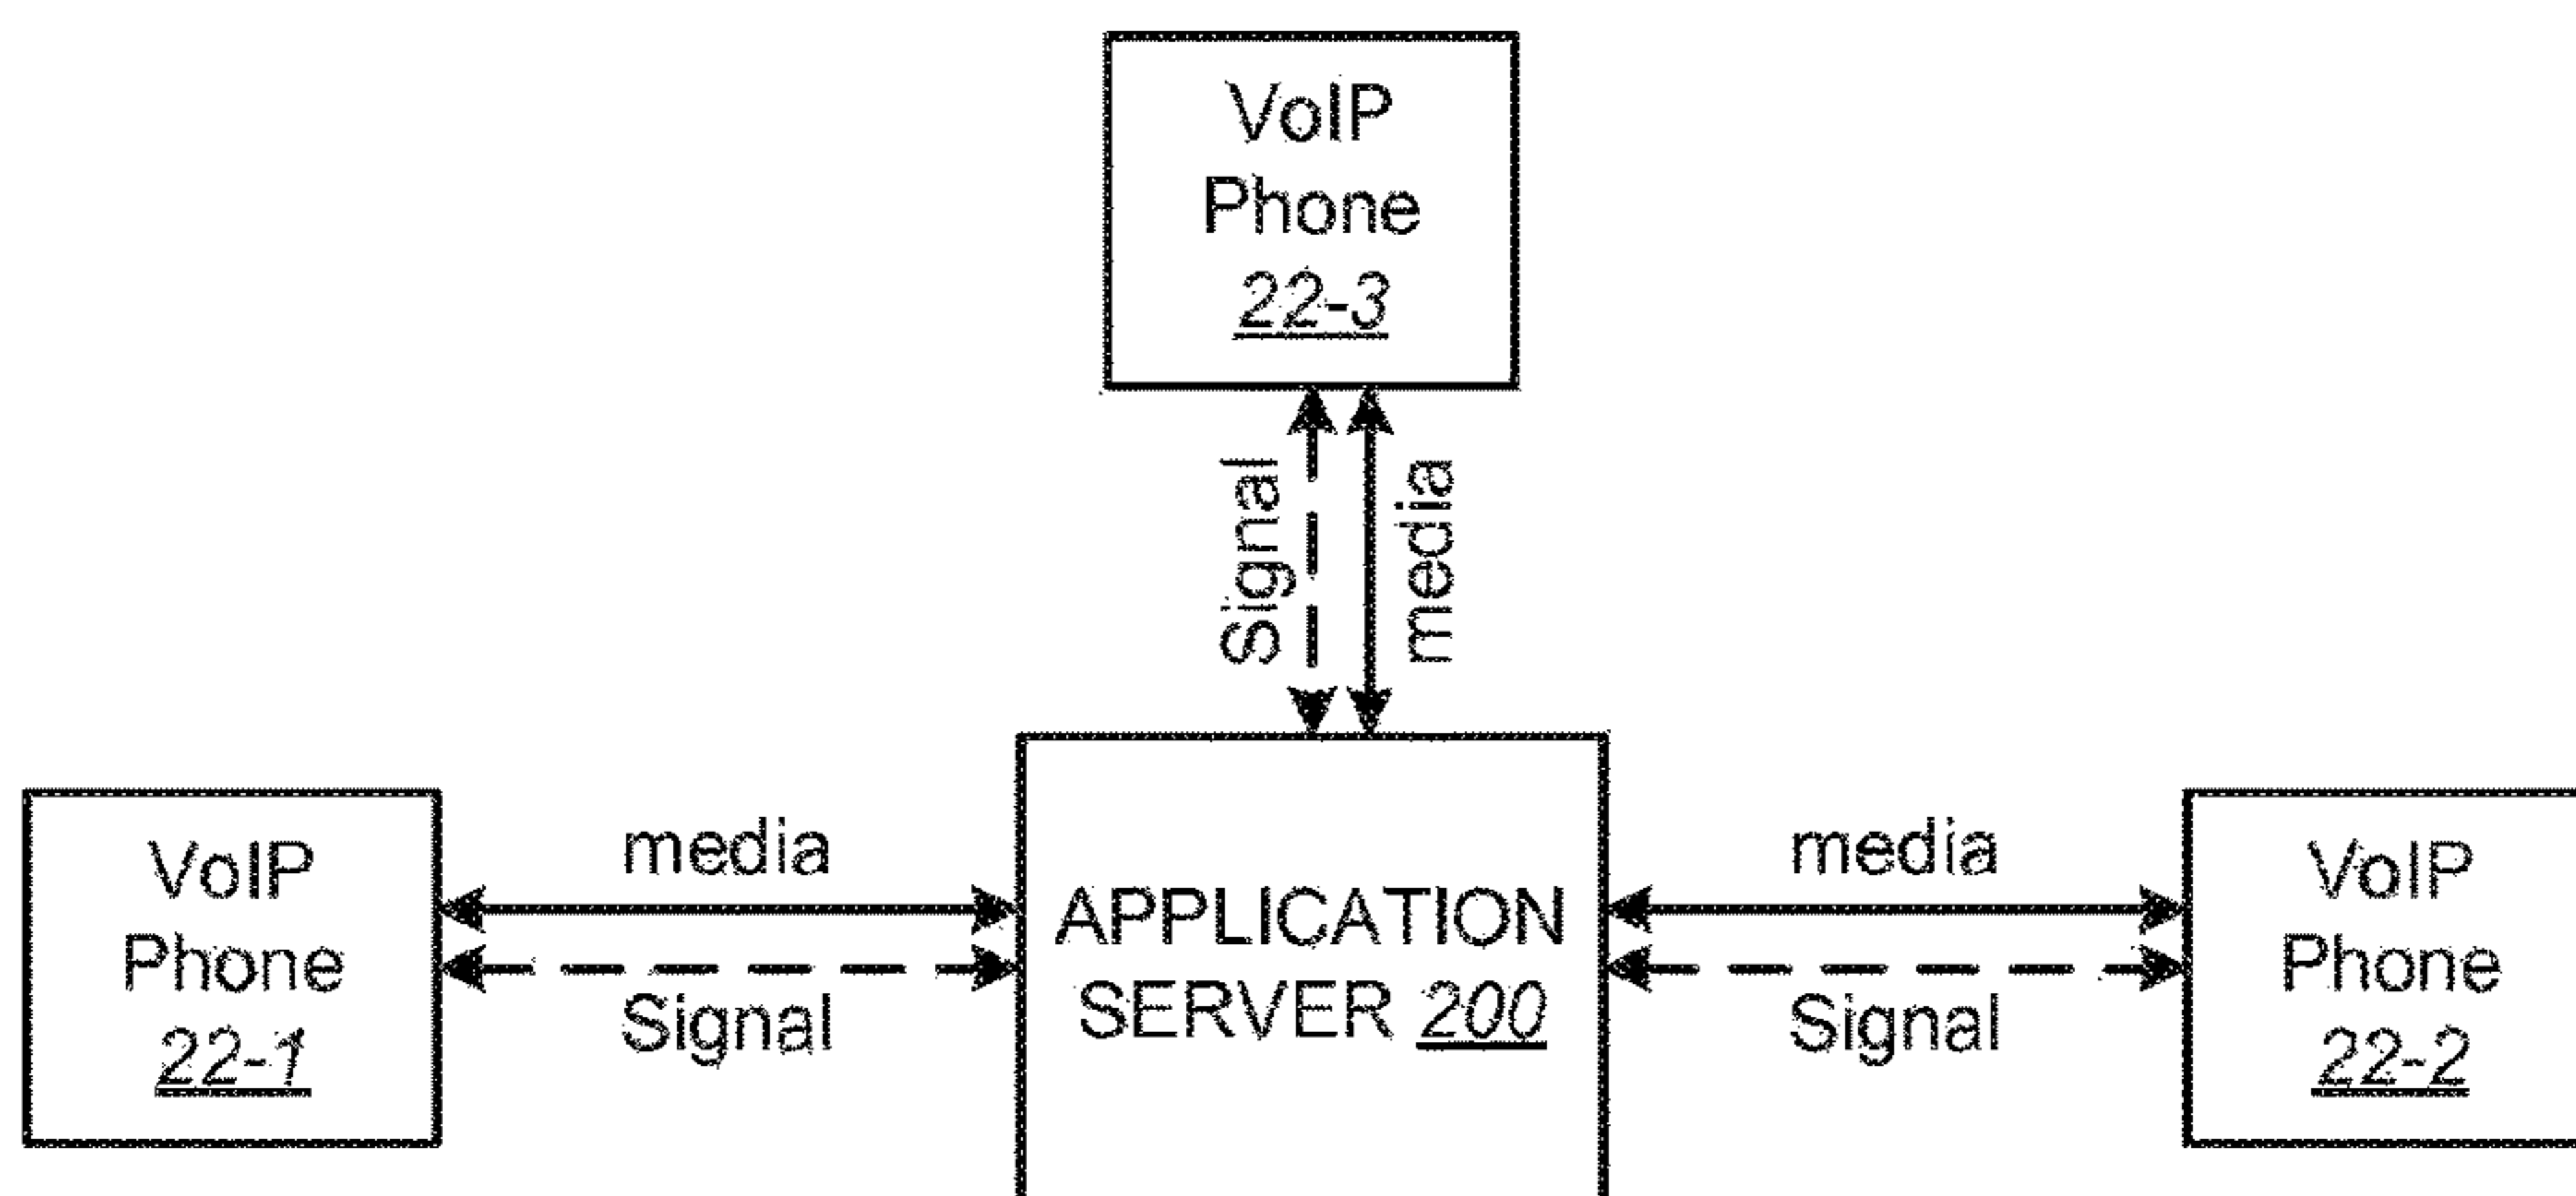 VoIP
Phone
22-3
Signal
media
VoIP
Phone
22-1
media
Signal
APPLICATION
SERVER 200
media
Signal
VoIP
Phone
22-2